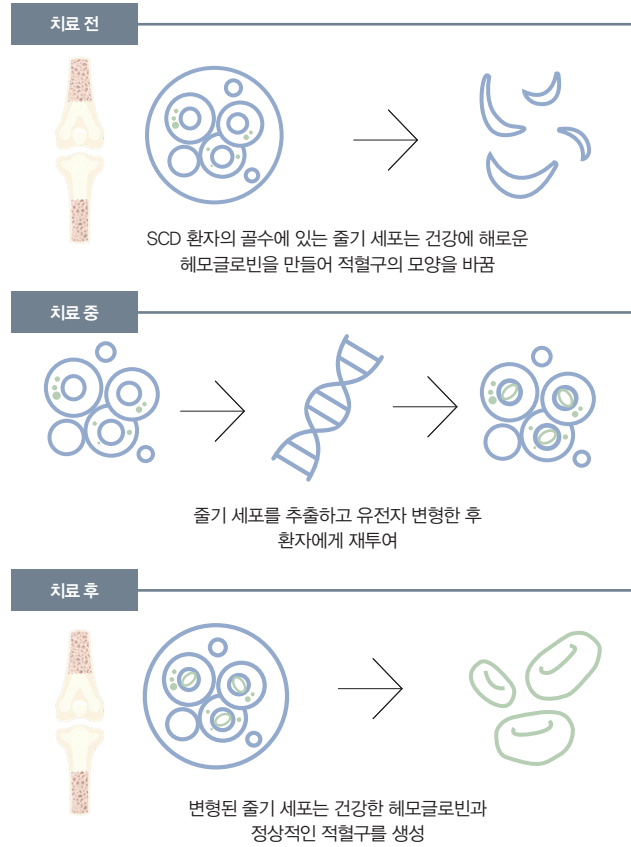 치료 전
SCD 환자의 골수에 있는 줄기 세포는 건강에 해로운
헤모글로빈을 만들어 적혈구의 모양을 바꿈
치료 중
줄기 세포를 추출하고 유전자 변형한 후
환자에게 재투여
치료 후
변형된 줄기 세포는 건강한 헤모글로빈과
정상적인 적혈구를 생성